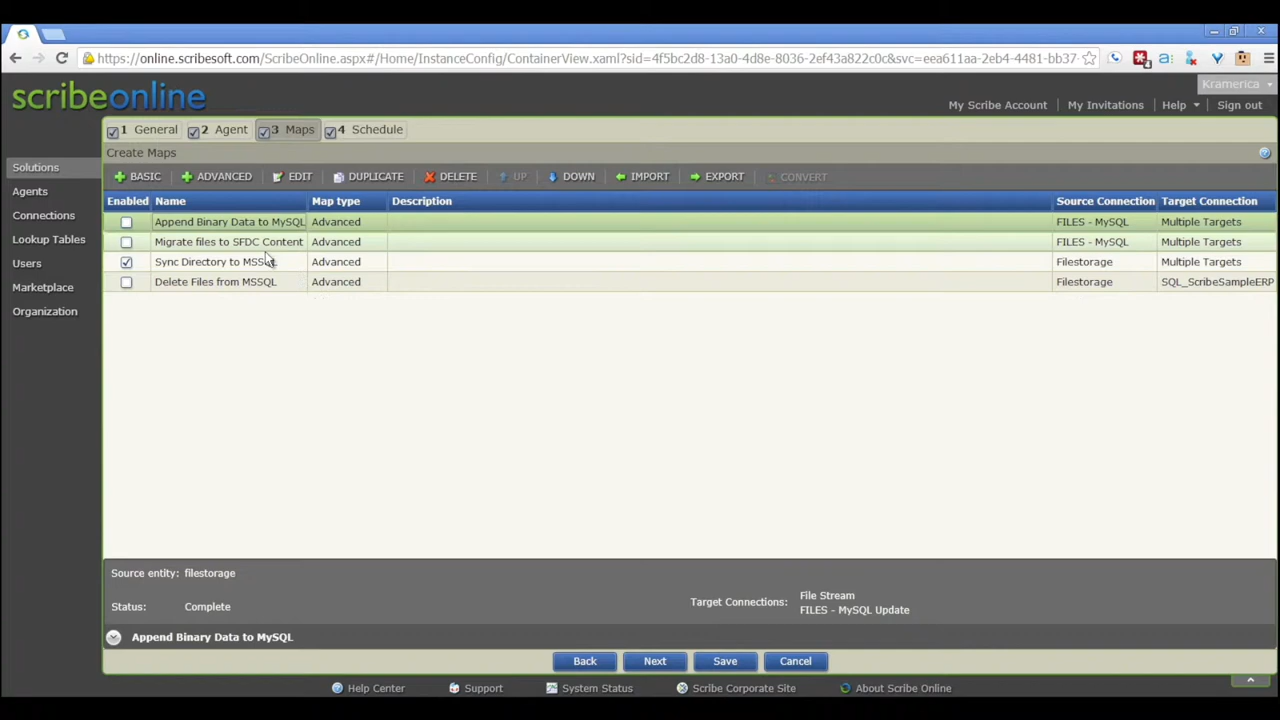 https://online.scribesoft.com/ScribeOnline.aspx#/Home/InstanceConfig/ContainerView.xaml?sid=4f5bc2d8-13a0-4d8e-8036-2ef43a822c0c&svc=eea611aa-2eb4-4481-bb37-
Kramerica
scribeonline
My Scribe Account My Invitations Help Sign out
1 General 2 Agent 3 Maps 4 Schedule
Create Maps
Solutions
Agents
Connections
Lookup Tables
Users
Marketplace
Organization
BASIC ADVANCED EDIT DUPLICATE DELETE UP DOWN IMPORT EXPORT CONVERT
Enabled Name Map type Description Source Connection Target Connection
Append Binary Data to MySQL Advanced FILES - MySQL Multiple Targets
Migrate files to SFDC Content Advanced FILES - MySQL Multiple Targets
Sync Directory to MSSQL Advanced Filestorage Multiple Targets
Delete Files from MSSQL Advanced Filestorage SQL_ScribeSampleERP
Source entity: filestorage
Status: Complete
Target Connections: File Stream
FILES - MySQL Update
Append Binary Data to MySQL
Back Next Save Cancel
Help Center Support System Status Scribe Corporate Site About Scribe Online